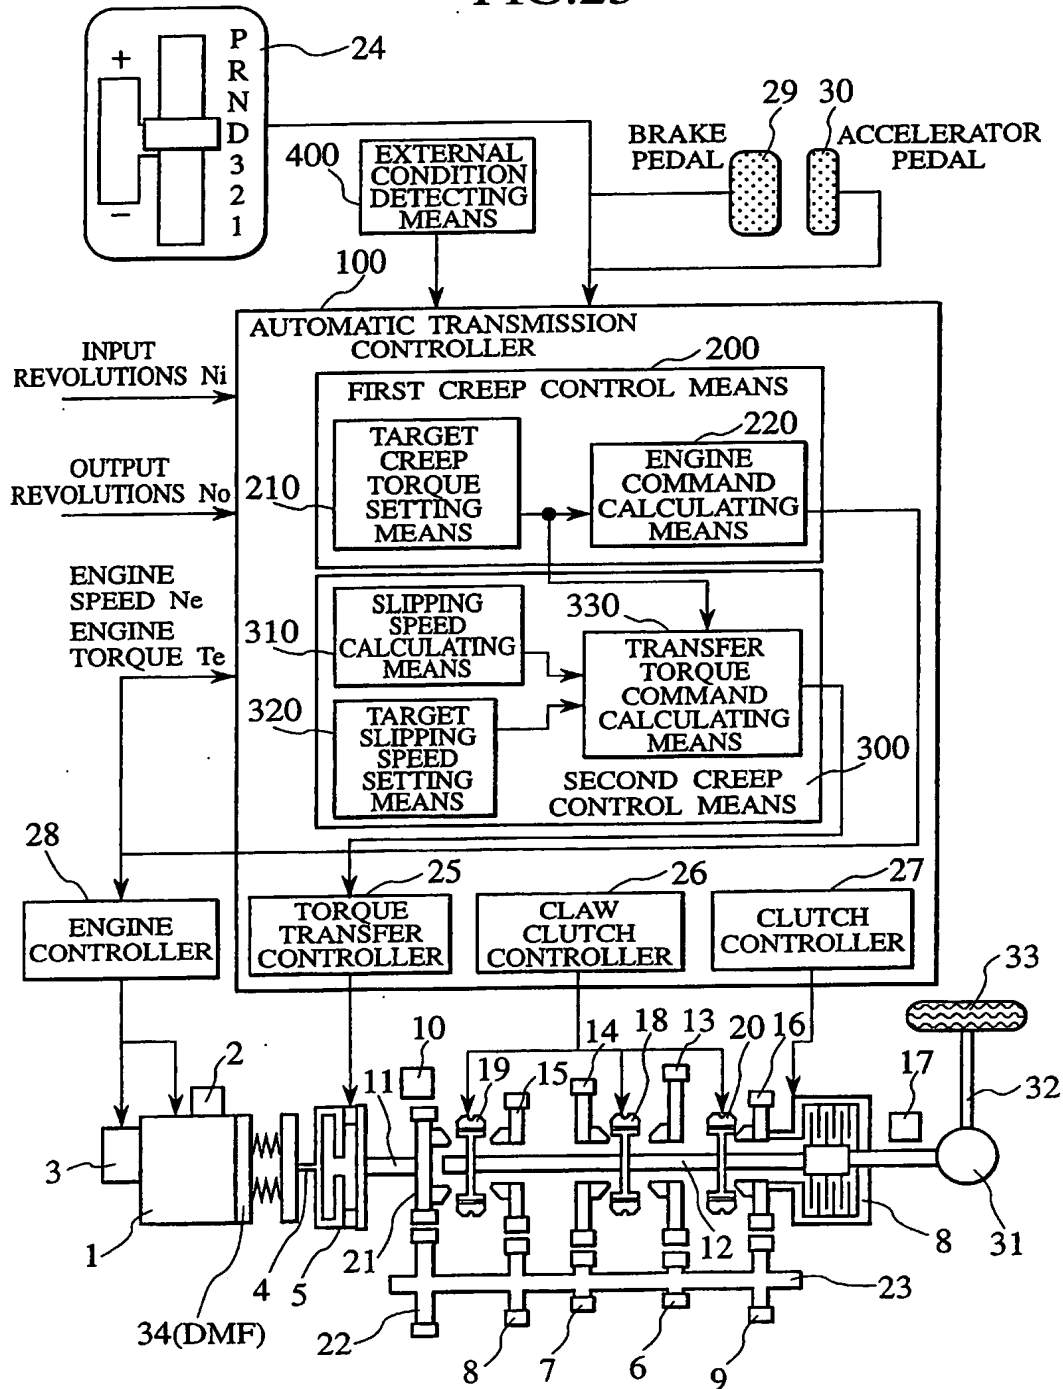 FIG.25
P
R
N
D
3
2
1
+
−
24
400
EXTERNAL
CONDITION
DETECTING
MEANS
BRAKE
PEDAL
29
30
ACCELERATOR
PEDAL
100
AUTOMATIC TRANSMISSION
CONTROLLER
INPUT
REVOLUTIONS Ni
OUTPUT
REVOLUTIONS No
ENGINE
SPEED Ne
ENGINE
TORQUE Te
200
FIRST CREEP CONTROL MEANS
210
TARGET
CREEP
TORQUE
SETTING
MEANS
220
ENGINE
COMMAND
CALCULATING
MEANS
310
SLIPPING
SPEED
CALCULATING
MEANS
320
TARGET
SLIPPING
SPEED
SETTING
MEANS
330
TRANSFER
TORQUE
COMMAND
CALCULATING
MEANS
300
SECOND CREEP
CONTROL MEANS
28
ENGINE
CONTROLLER
25
TORQUE
TRANSFER
CONTROLLER
26
CLAW
CLUTCH
CONTROLLER
27
CLUTCH
CONTROLLER
33
10
14
18
13
20
16
2
11
19
15
17
32
3
1
4
5
21
12
8
31
23
34(DMF)
22
8
7
6
9